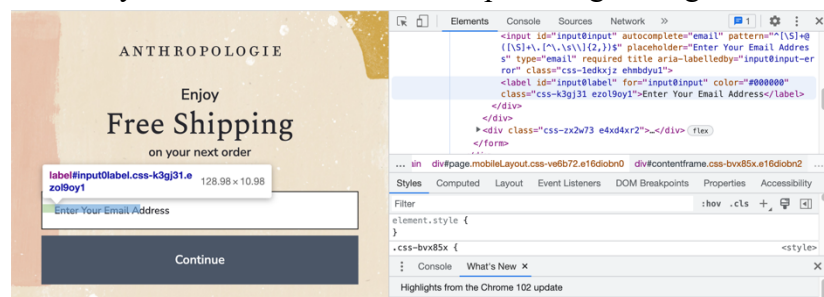 ANTHROPOLOGIE
Enjoy
Free Shipping
on your next order
label#input0label.css-k3gj31.e
zol9oy1
128.98 × 10.98
Enter Your Email Address
Continue
Elements Console Sources Network » 1
<input id="input0input" autocomplete="email" pattern="^[\S]+@
([\S]+\.[^\.\s\\]{2,})$" placeholder="Enter Your Email Addres
s" type="email" required title aria-labelledby="input0input-er
ror" class="css-1edkxjz ehmbdyu1">
<label id="input0label" for="input0input" color="#000000"
class="css-k3gj31 ezol9oy1">Enter Your Email Address</label>
</div>
</div>
<div class="css-zx2w73 e4xd4xr2">…</div> flex
</form>
... ain div#page.mobileLayout.css-ve6b72.e16diobn0 div#contentframe.css-bvx85x.e16diobn2 ...
Styles Computed Layout Event Listeners DOM Breakpoints Properties Accessibility
Filter :hov .cls +
element.style {
}
.css-bvx85x { <style>
Console What's New ×
Highlights from the Chrome 102 update